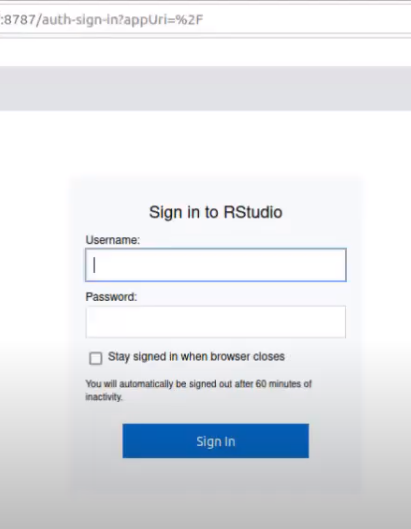 :8787/auth-sign-in?appUri=%2F
Sign in to RStudio
Username:
Password:
Stay signed in when browser closes
You will automatically be signed out after 60 minutes of
inactivity.
Sign In